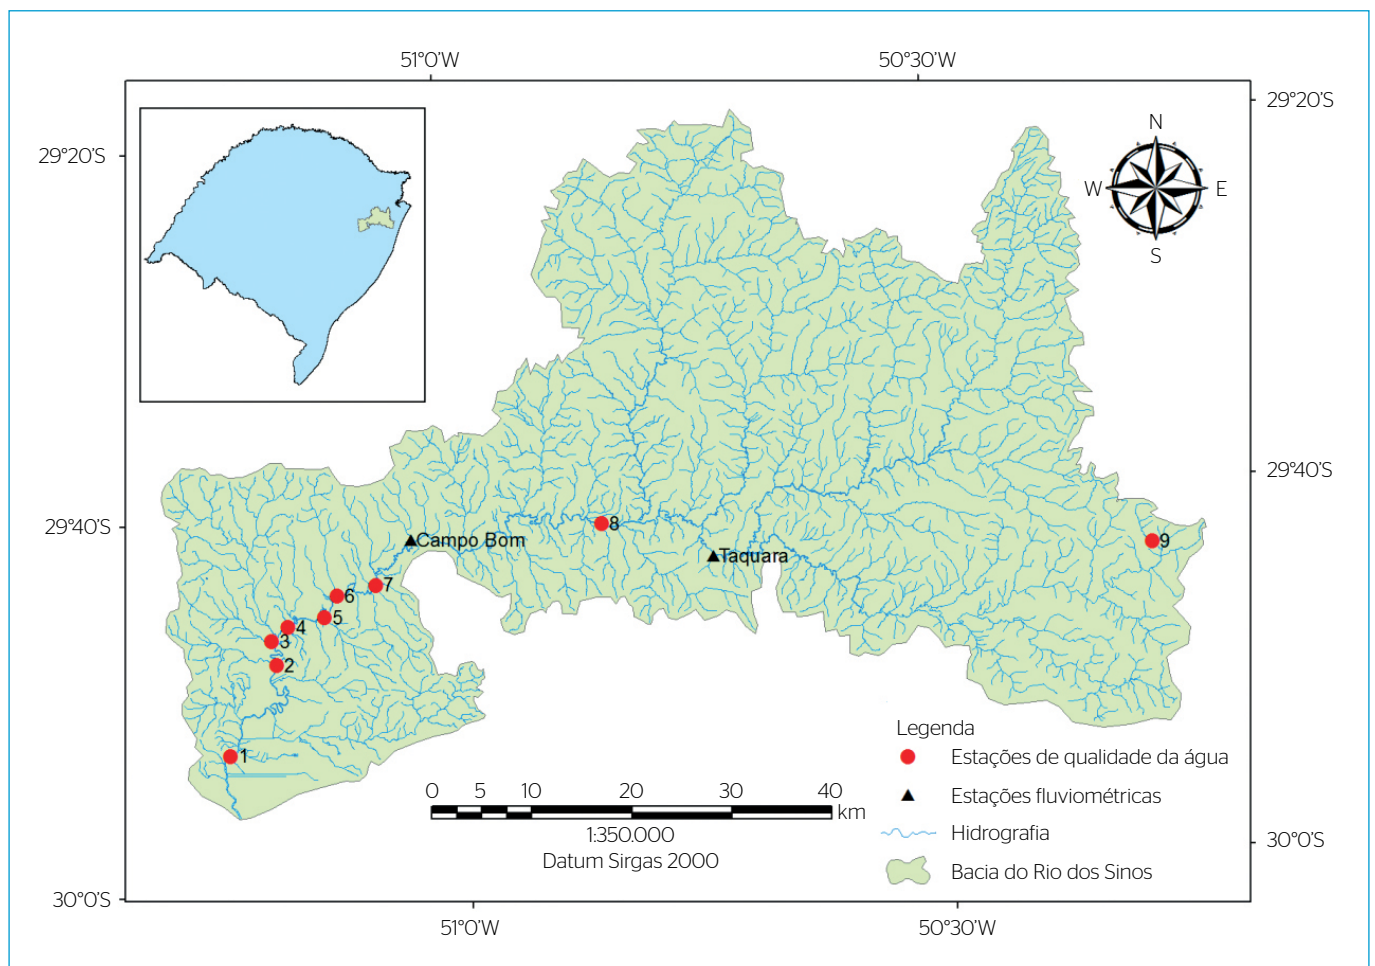 51°0'W 50°30'W
29°20'S
29°20'S
N
W E
S
29°40'S
29°40'S
8
Campo Bom
9
Taquara
7
6
5
4
3
2
1
Legenda
Estações de qualidade da água
Estações fluviométricas
Hidrografia
Bacia do Rio dos Sinos
0 5 10 20 30 40
km
1:350.000
Datum Sirgas 2000
30°0'S
30°0'S
51°0'W 50°30'W